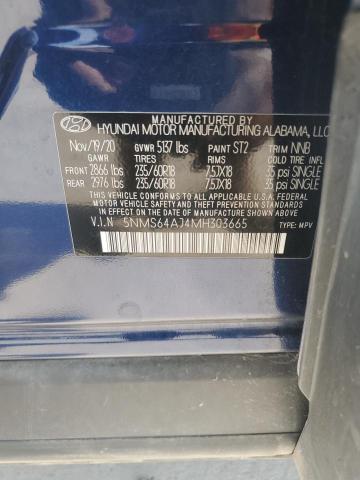 MANUFACTURED BY
HYUNDAI MOTOR MANUFACTURING ALABAMA, LLC
Nov/19/20 GVWR 5137 lbs PAINT ST2 TRIM NNB
GAWR TIRES RIMS COLD TIRE INFL
FRONT 2866 lbs 235/60R18 7.5JX18 35 psi SINGLE
REAR 2976 lbs 235/60R18 7.5JX18 35 psi SINGLE
THIS VEHICLE CONFORMS TO ALL APPLICABLE U.S.A. FEDERAL
MOTOR VEHICLE SAFETY, BUMPER, AND THEFT PREVENTION
STANDARDS IN EFFECT ON THE DATE OF MANUFACTURE SHOWN ABOVE.
V.I.N 5NMS64AJ4MH303665 TYPE: MPV